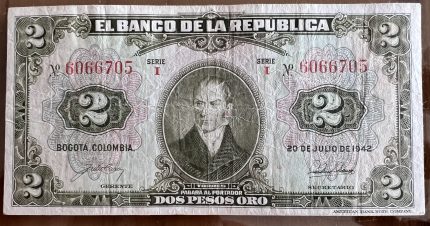 EL BANCO DE LA REPUBLICA
2 2
Nº 6066705 SERIE I SERIE I Nº 6066705
2 2
BOGOTA, COLOMBIA. 20 DE JULIO DE 1942
GERENTE SECRETARIO
PAGARA AL PORTADOR
2 DOS PESOS ORO 2
AMERICAN BANK NOTE COMPANY.